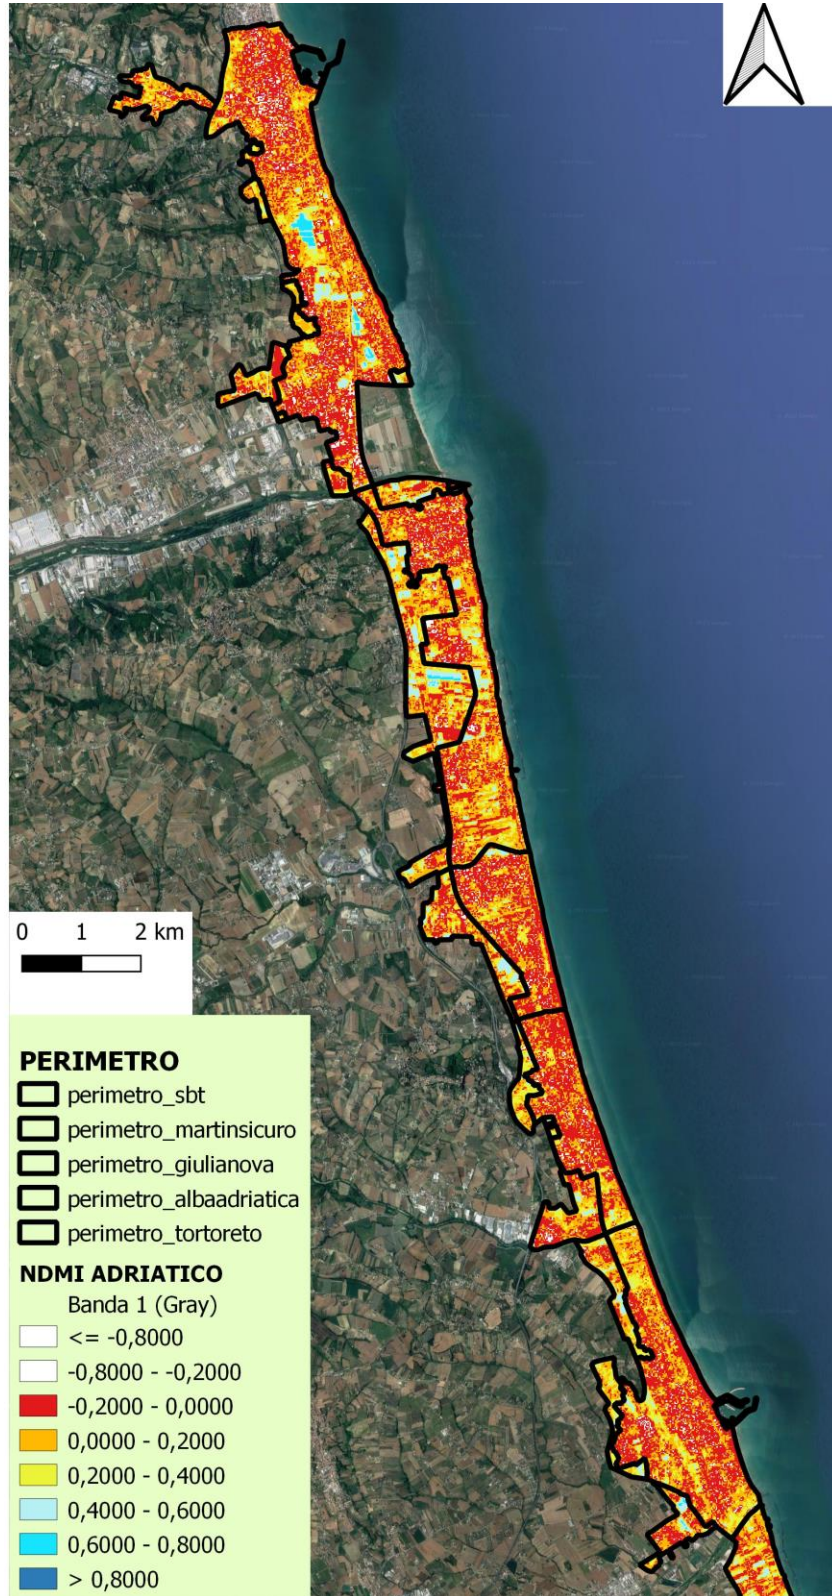 0 1 2 km
PERIMETRO
perimetro_sbt
perimetro_martinsicuro
perimetro_giulianova
perimetro_albaadriatica
perimetro_tortoreto
NDMI ADRIATICO
Banda 1 (Gray)
<= -0,8000
-0,8000 - -0,2000
-0,2000 - 0,0000
0,0000 - 0,2000
0,2000 - 0,4000
0,4000 - 0,6000
0,6000 - 0,8000
> 0,8000